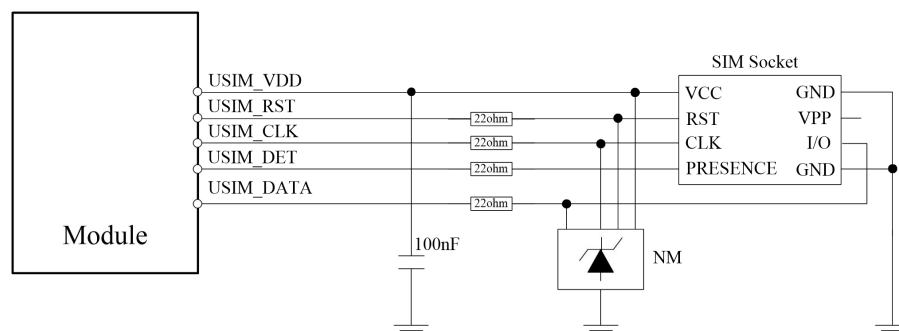 SIM Socket
USIM_VDD
VCC
GND
USIM_RST
22ohm
RST
VPP
USIM_CLK
22ohm
CLK
I/O
USIM_DET
22ohm
PRESENCE
GND
USIM_DATA
22ohm
Module
100nF
NM